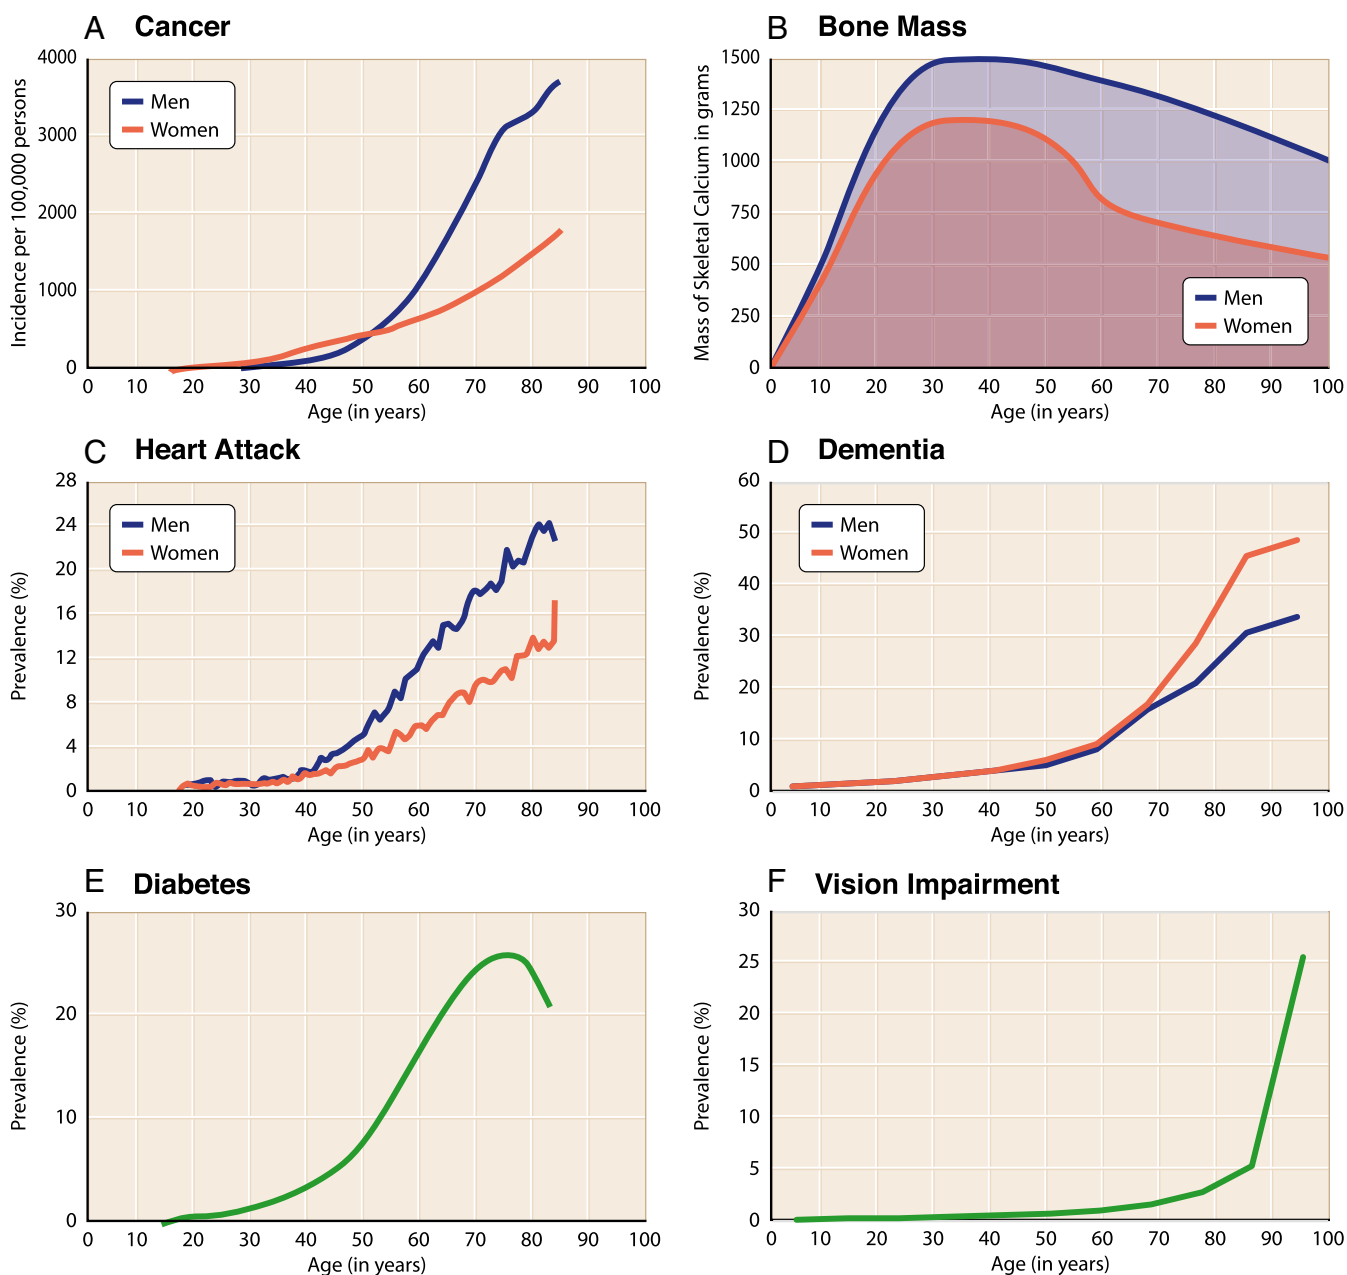 A Cancer
4000
3000
2000
1000
0
Incidence per 100,000 persons
Men
Women
0 10 20 30 40 50 60 70 80 90 100
Age (in years)
B Bone Mass
1500
1250
1000
750
500
250
0
Mass of Skeletal Calcium in grams
Men
Women
0 10 20 30 40 50 60 70 80 90 100
Age (in years)
C Heart Attack
28
24
20
16
12
8
4
0
Prevalence (%)
Men
Women
0 10 20 30 40 50 60 70 80 90 100
Age (in years)
D Dementia
60
50
40
30
20
10
0
Prevalence (%)
Men
Women
0 10 20 30 40 50 60 70 80 90 100
Age (in years)
E Diabetes
30
20
10
5
0
Prevalence (%)
0 10 20 30 40 50 60 70 80 90 100
Age (in years)
F Vision Impairment
30
25
20
15
10
5
0
Prevalence (%)
0 10 20 30 40 50 60 70 80 90 100
Age (in years)